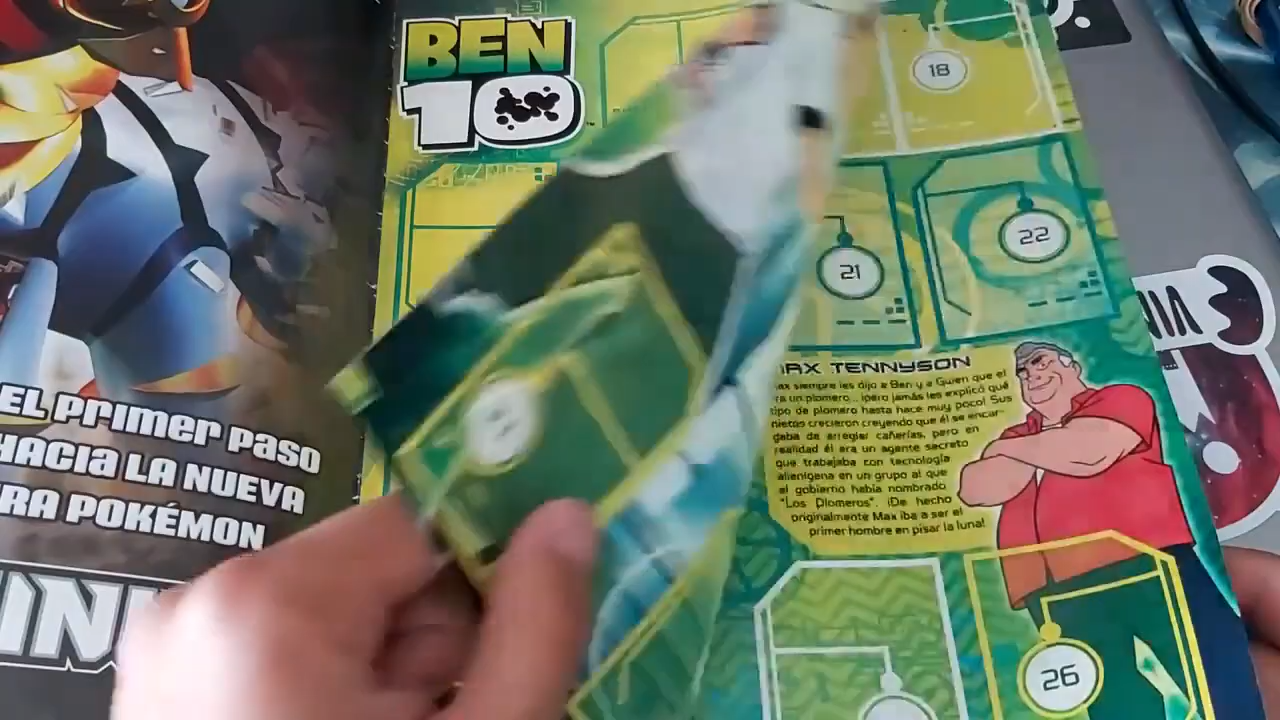 BEN
10
18
21
22
EL Primer Paso
HACIa LA NUEVA
RA POKÉMON
MAX TENNYSON
ax siempre les dijo a Ben y a Gwen que el
ra un plomero... ¡pero jamás les explicó qué
tipo de plomero hasta hace muy poco! Sus
nietos crecieron creyendo que él se encar-
gaba de arreglar cañerías, pero en
realidad él era un agente secreto
que trabajaba con tecnología
alienígena en un grupo al que
el gobierno había nombrado
"Los Plomeros". ¡De hecho
originalmente Max iba a ser el
primer hombre en pisar la luna!
26